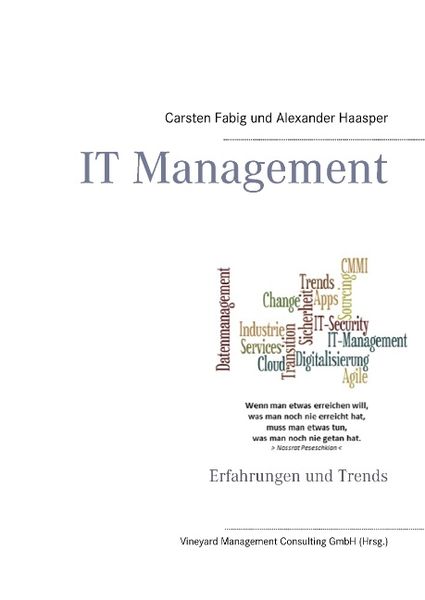 Carsten Fabig und Alexander Haasper
IT Management
CMMI
Trends
Sourcing
Change
Apps
Datenmanagement
Sicherheit
Industrie
IT-Security
Services
Transition
IT-Management
Cloud
Digitalisierung
Agile
Wenn man etwas erreichen will,
was man noch nie erreicht hat,
muss man etwas tun,
was man noch nie getan hat.
> Nossrat Peseschkian <
Erfahrungen und Trends
Vineyard Management Consulting GmbH (Hrsg.)